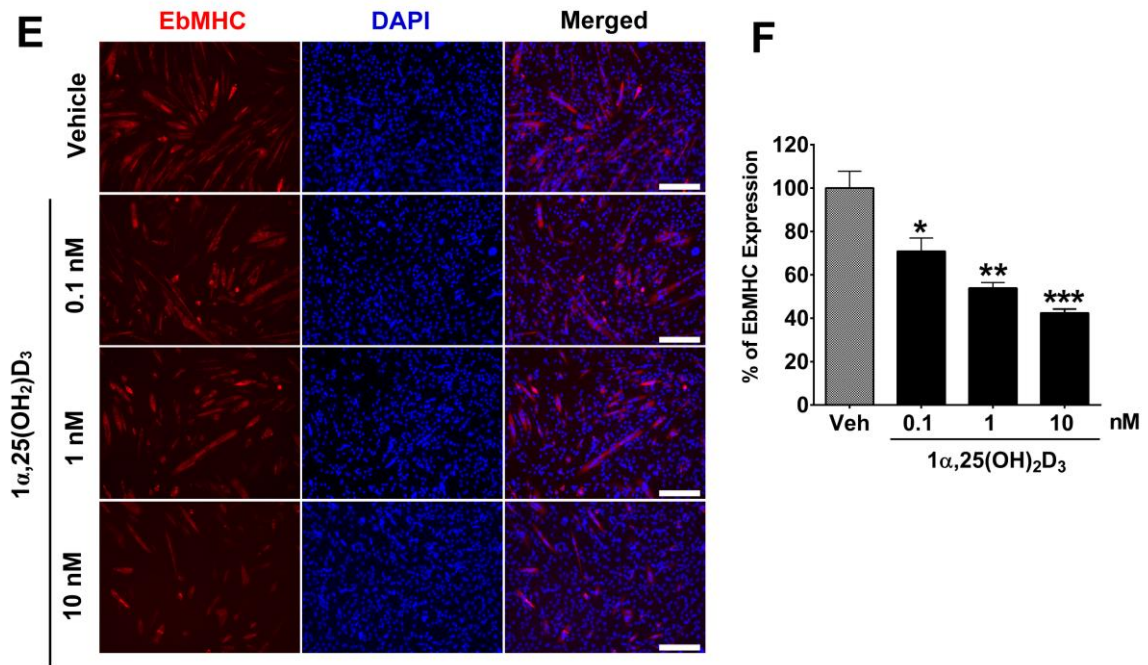 E
EbMHC DAPI Merged
Vehicle
0.1 nM
1 nM
10 nM
1α,25(OH₂)D₃
F
% of EbMHC Expression
120
100
80
60
40
20
0
*
**
***
Veh 0.1 1 10 nM
1α,25(OH)₂D₃